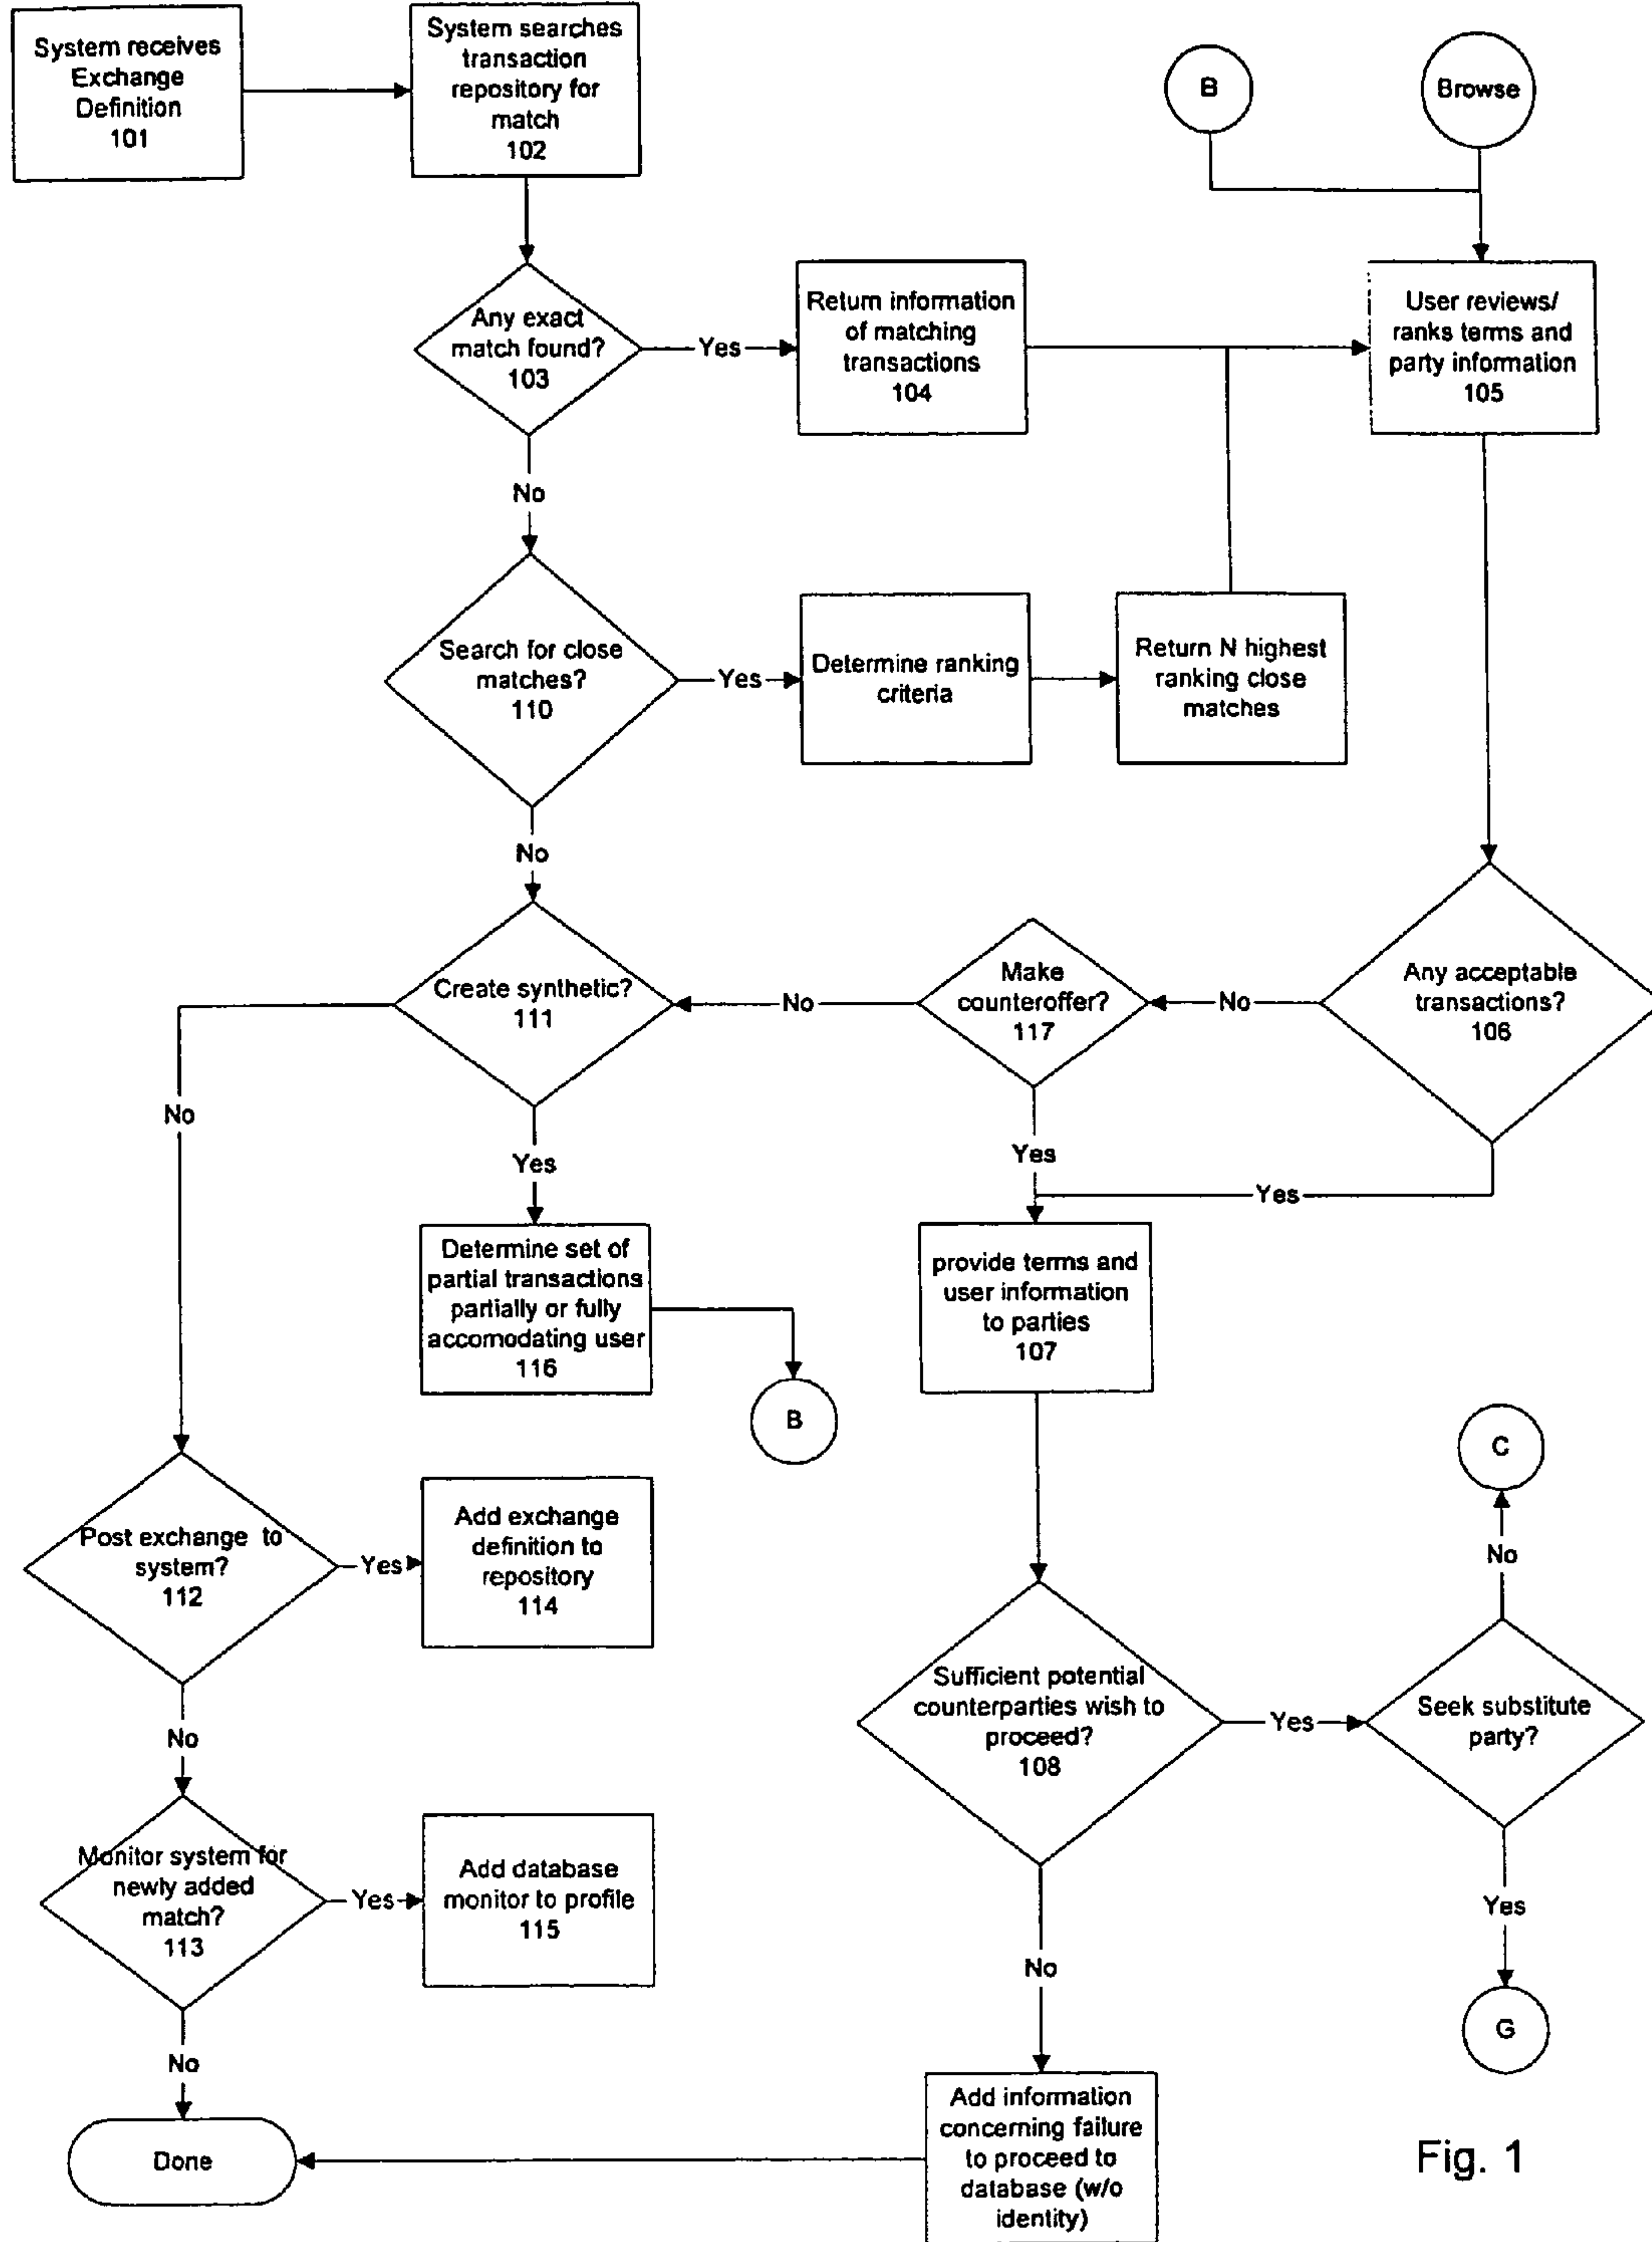 System receives
Exchange
Definition
101
System searches
transaction
repository for
match
102
B
Browse
Any exact
match found?
103
Yes
Return information
of matching
transactions
104
User reviews/
ranks terms and
party information
105
No
Search for close
matches?
110
Yes
Determine ranking
criteria
Return N highest
ranking close
matches
No
Create synthetic?
111
No
Make
counteroffer?
117
No
Any acceptable
transactions?
106
No
Yes
Yes
Yes
Determine set of
partial transactions
partially or fully
accomodating user
116
B
provide terms and
user information
to parties
107
C
No
Post exchange to
system?
112
Yes
Add exchange
definition to
repository
114
Sufficient potential
counterparties wish to
proceed?
108
Yes
Seek substitute
party?
No
Monitor system for
newly added
match?
113
Yes
Add database
monitor to profile
115
No
Yes
G
No
Done
Add information
concerning failure
to proceed to
database (w/o
identity)
Fig. 1